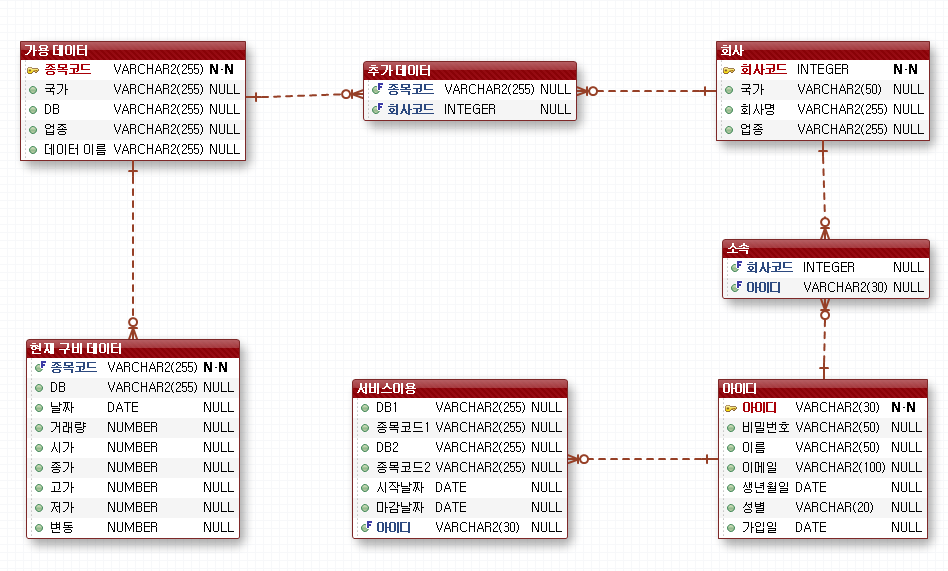 가용 데이터
종목코드 VARCHAR2(255) N-N
국가 VARCHAR2(255) NULL
DB VARCHAR2(255) NULL
업종 VARCHAR2(255) NULL
데이터 이름 VARCHAR2(255) NULL
추가 데이터
종목코드 VARCHAR2(255) NULL
회사코드 INTEGER NULL
회사
회사코드 INTEGER N-N
국가 VARCHAR2(50) NULL
회사명 VARCHAR2(255) NULL
업종 VARCHAR2(255) NULL
소속
회사코드 INTEGER NULL
아이디 VARCHAR2(30) NULL
현재 구비 데이터
종목코드 VARCHAR2(255) N-N
DB VARCHAR2(255) NULL
날짜 DATE NULL
거래량 NUMBER NULL
시가 NUMBER NULL
종가 NUMBER NULL
고가 NUMBER NULL
저가 NUMBER NULL
변동 NUMBER NULL
서비스이용
DB1 VARCHAR2(255) NULL
종목코드1 VARCHAR2(255) NULL
DB2 VARCHAR2(255) NULL
종목코드2 VARCHAR2(255) NULL
시작날짜 DATE NULL
마감날짜 DATE NULL
아이디 VARCHAR2(30) NULL
아이디
아이디 VARCHAR2(30) N-N
비밀번호 VARCHAR2(50) NULL
이름 VARCHAR2(50) NULL
이메일 VARCHAR2(100) NULL
생년월일 DATE NULL
성별 VARCHAR(20) NULL
가입일 DATE NULL